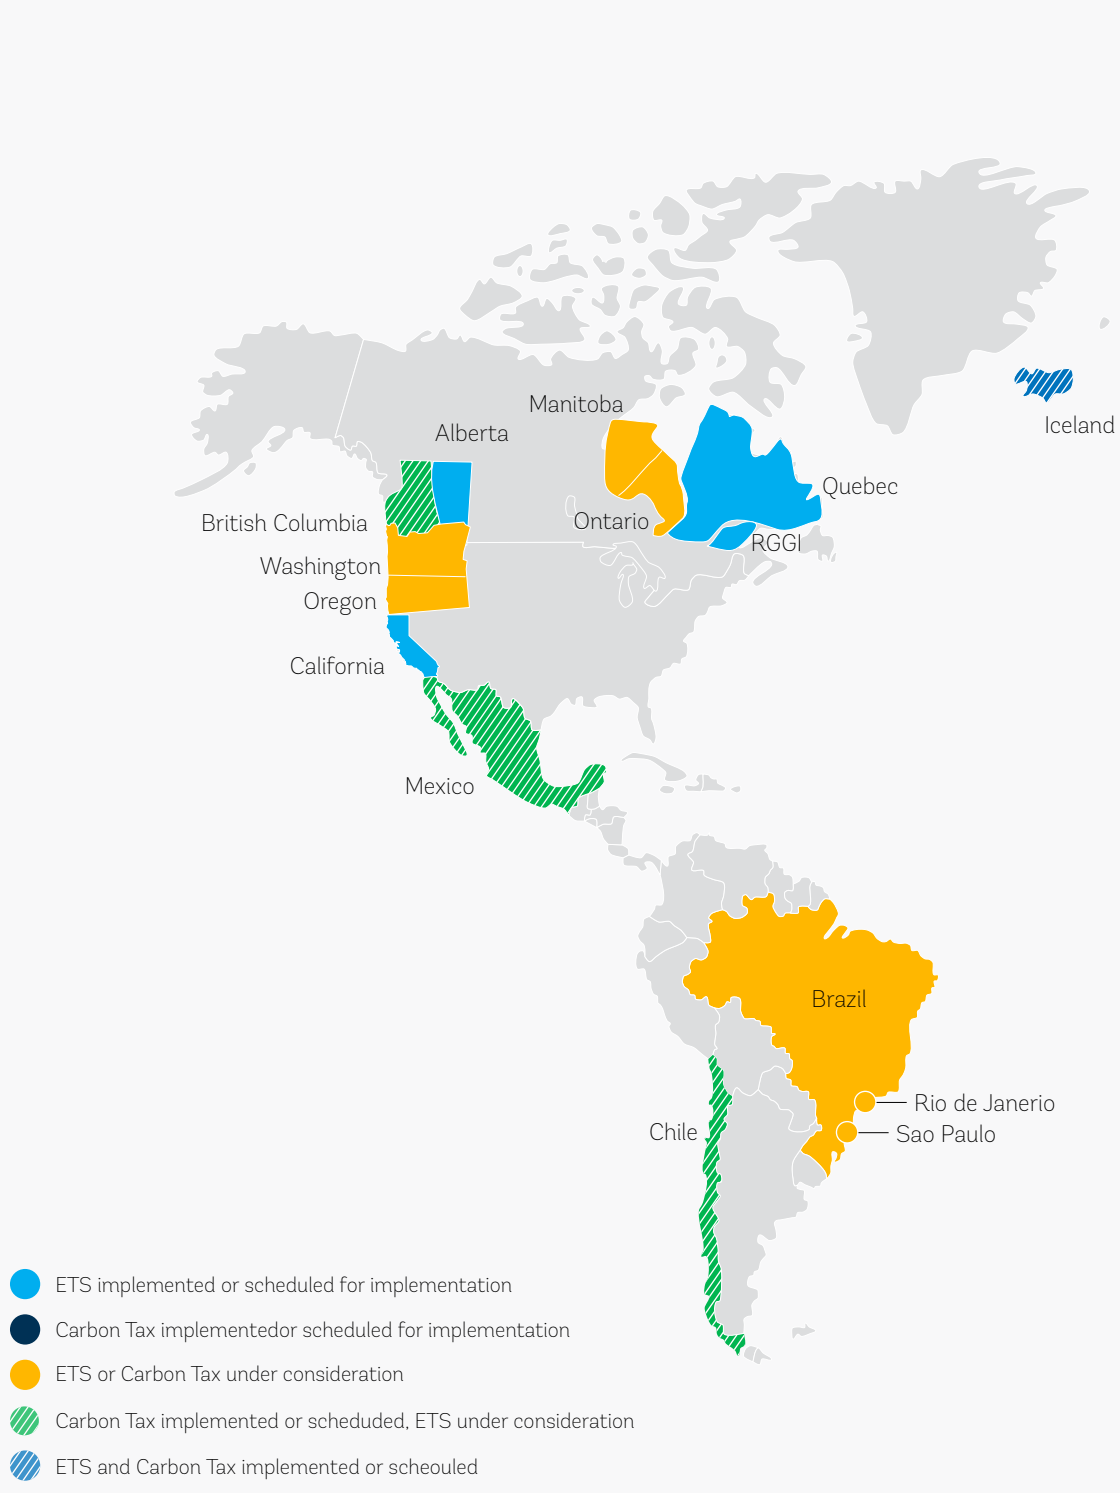 Manitoba
Iceland
Alberta
Quebec
British Columbia
Ontario
RGGI
Washington
Oregon
California
Mexico
Brazil
Rio de Janerio
Chile
Sao Paulo
ETS implemented or scheduled for implementation
Carbon Tax implementedor scheduled for implementation
ETS or Carbon Tax under consideration
Carbon Tax implemented or scheduded, ETS under consideration
ETS and Carbon Tax implemented or scheouled